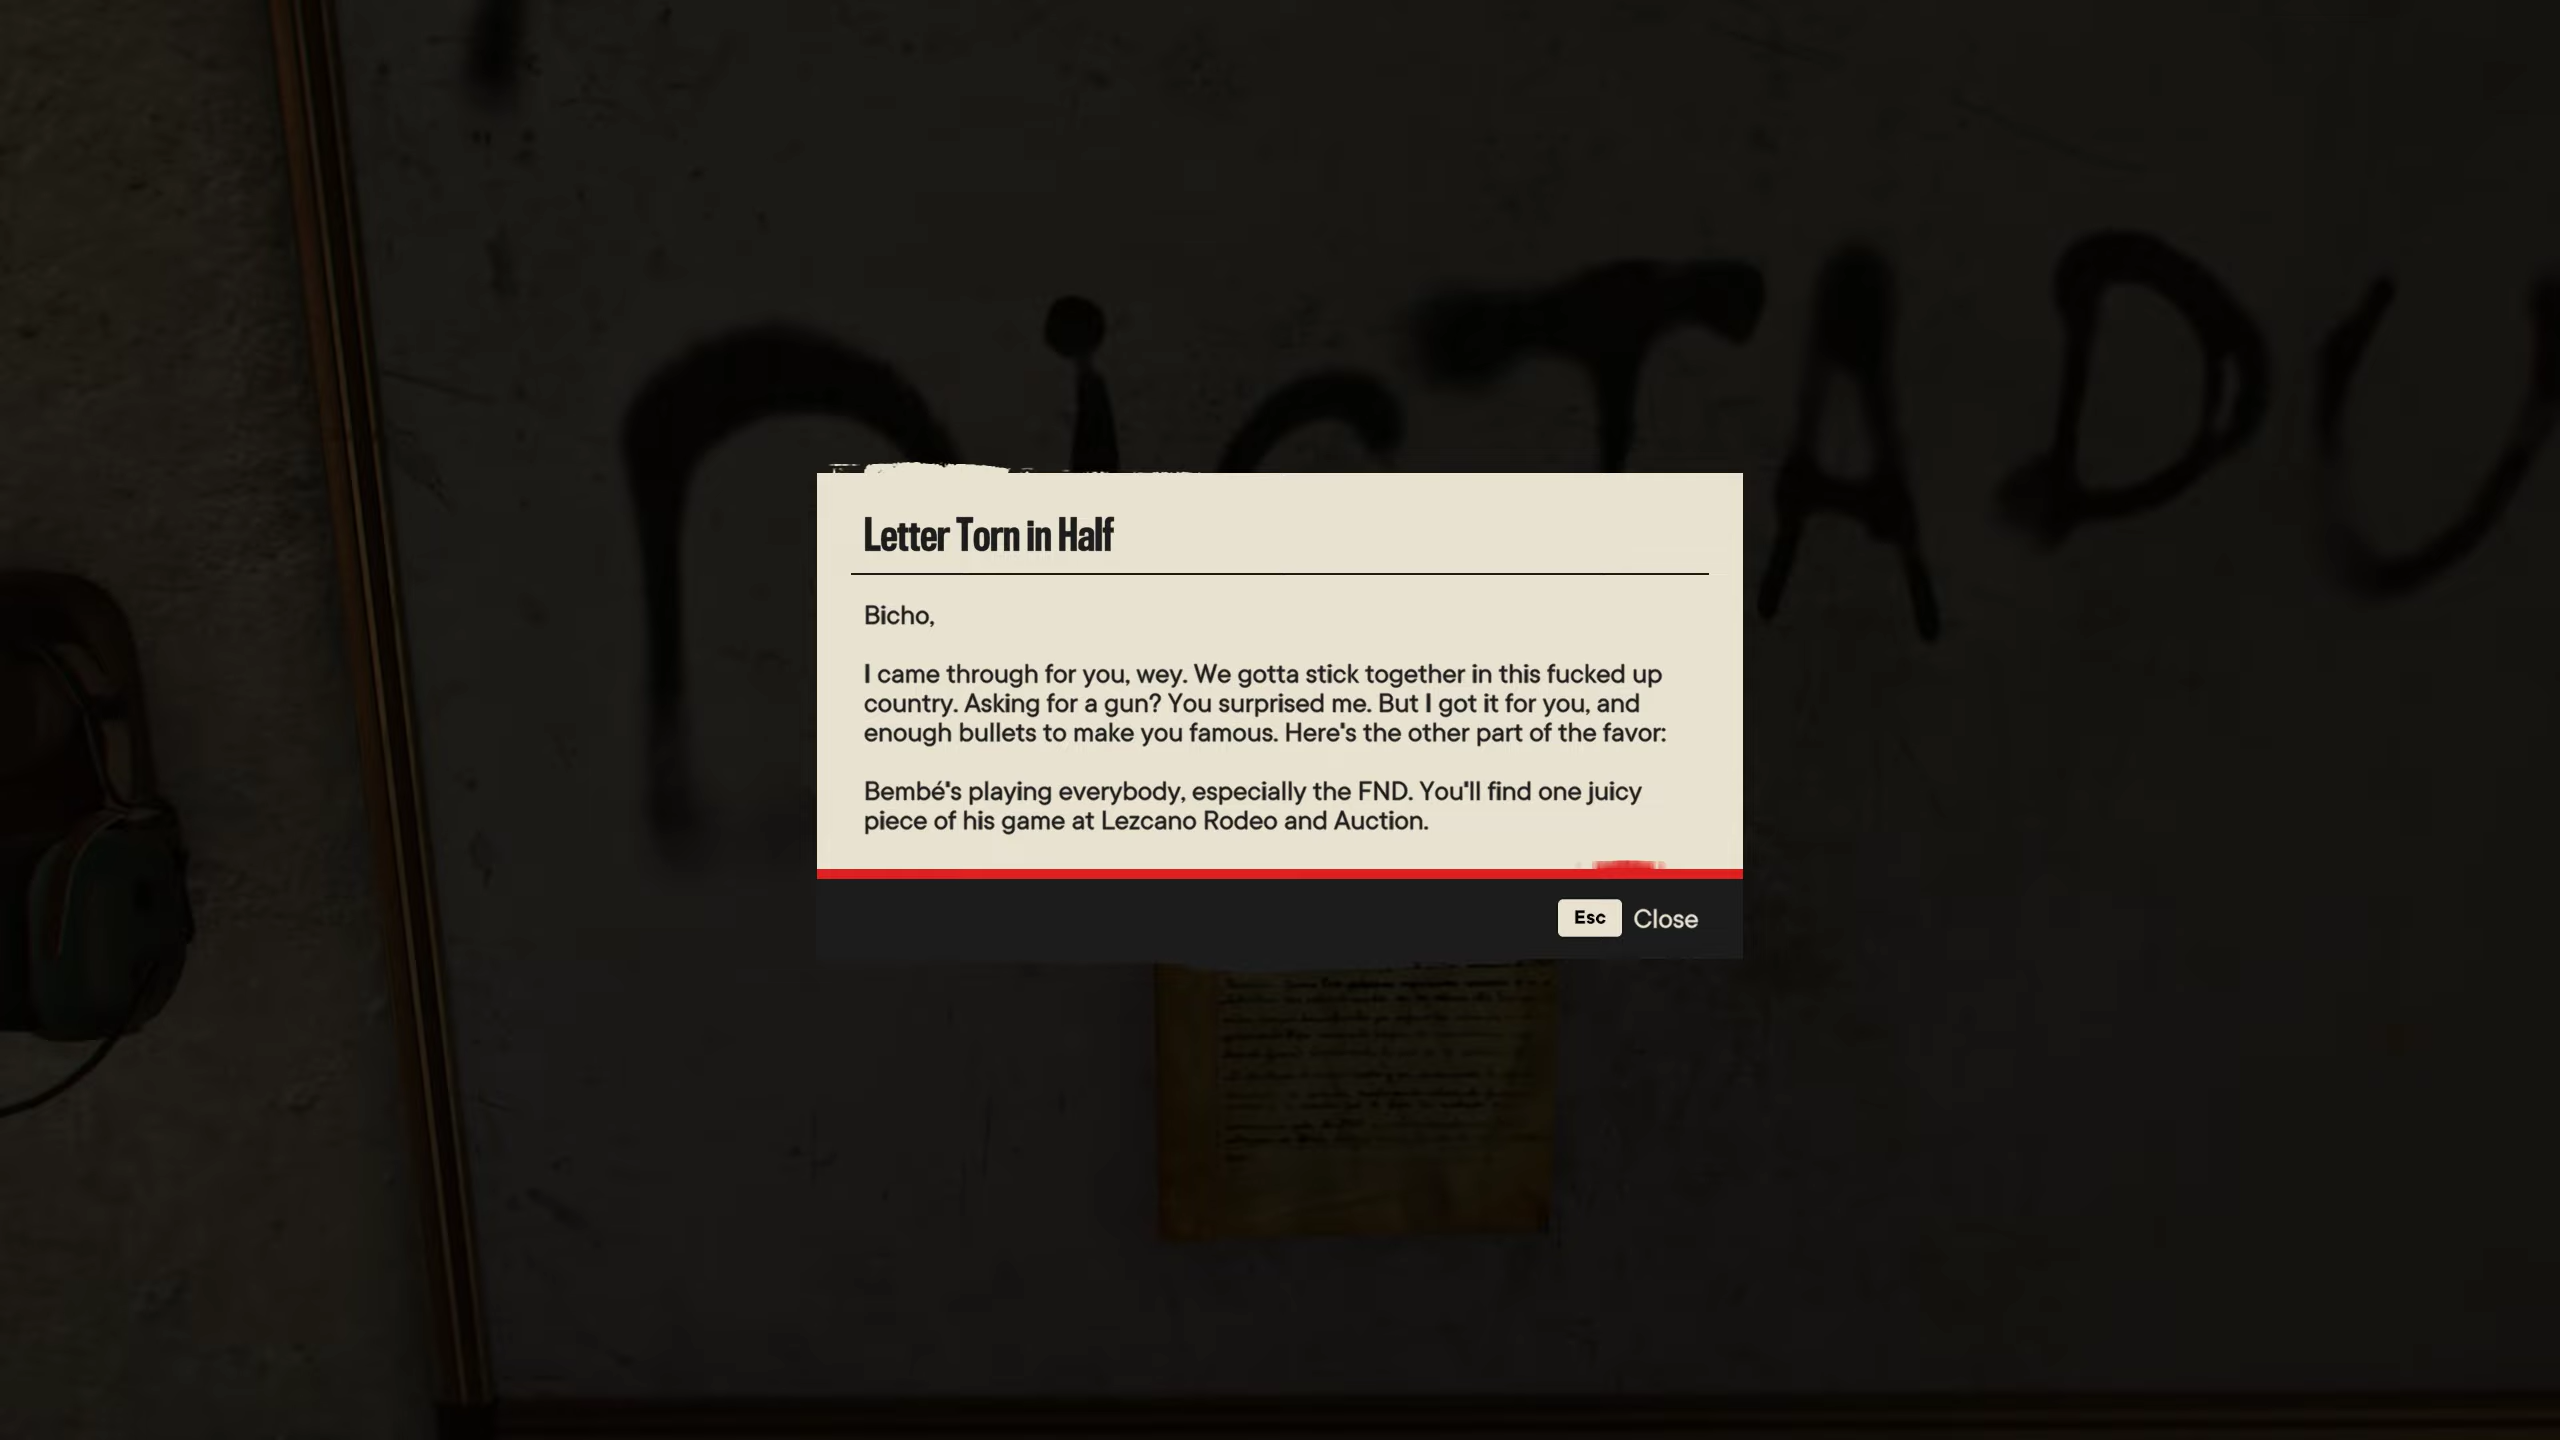 DiCTADU
Letter Torn in Half
Bicho,
I came through for you, wey. We gotta stick together in this fucked up
country. Asking for a gun? You surprised me. But I got it for you, and
enough bullets to make you famous. Here's the other part of the favor:
Bembé's playing everybody, especially the FND. You'll find one juicy
piece of his game at Lezcano Rodeo and Auction.
Esc Close